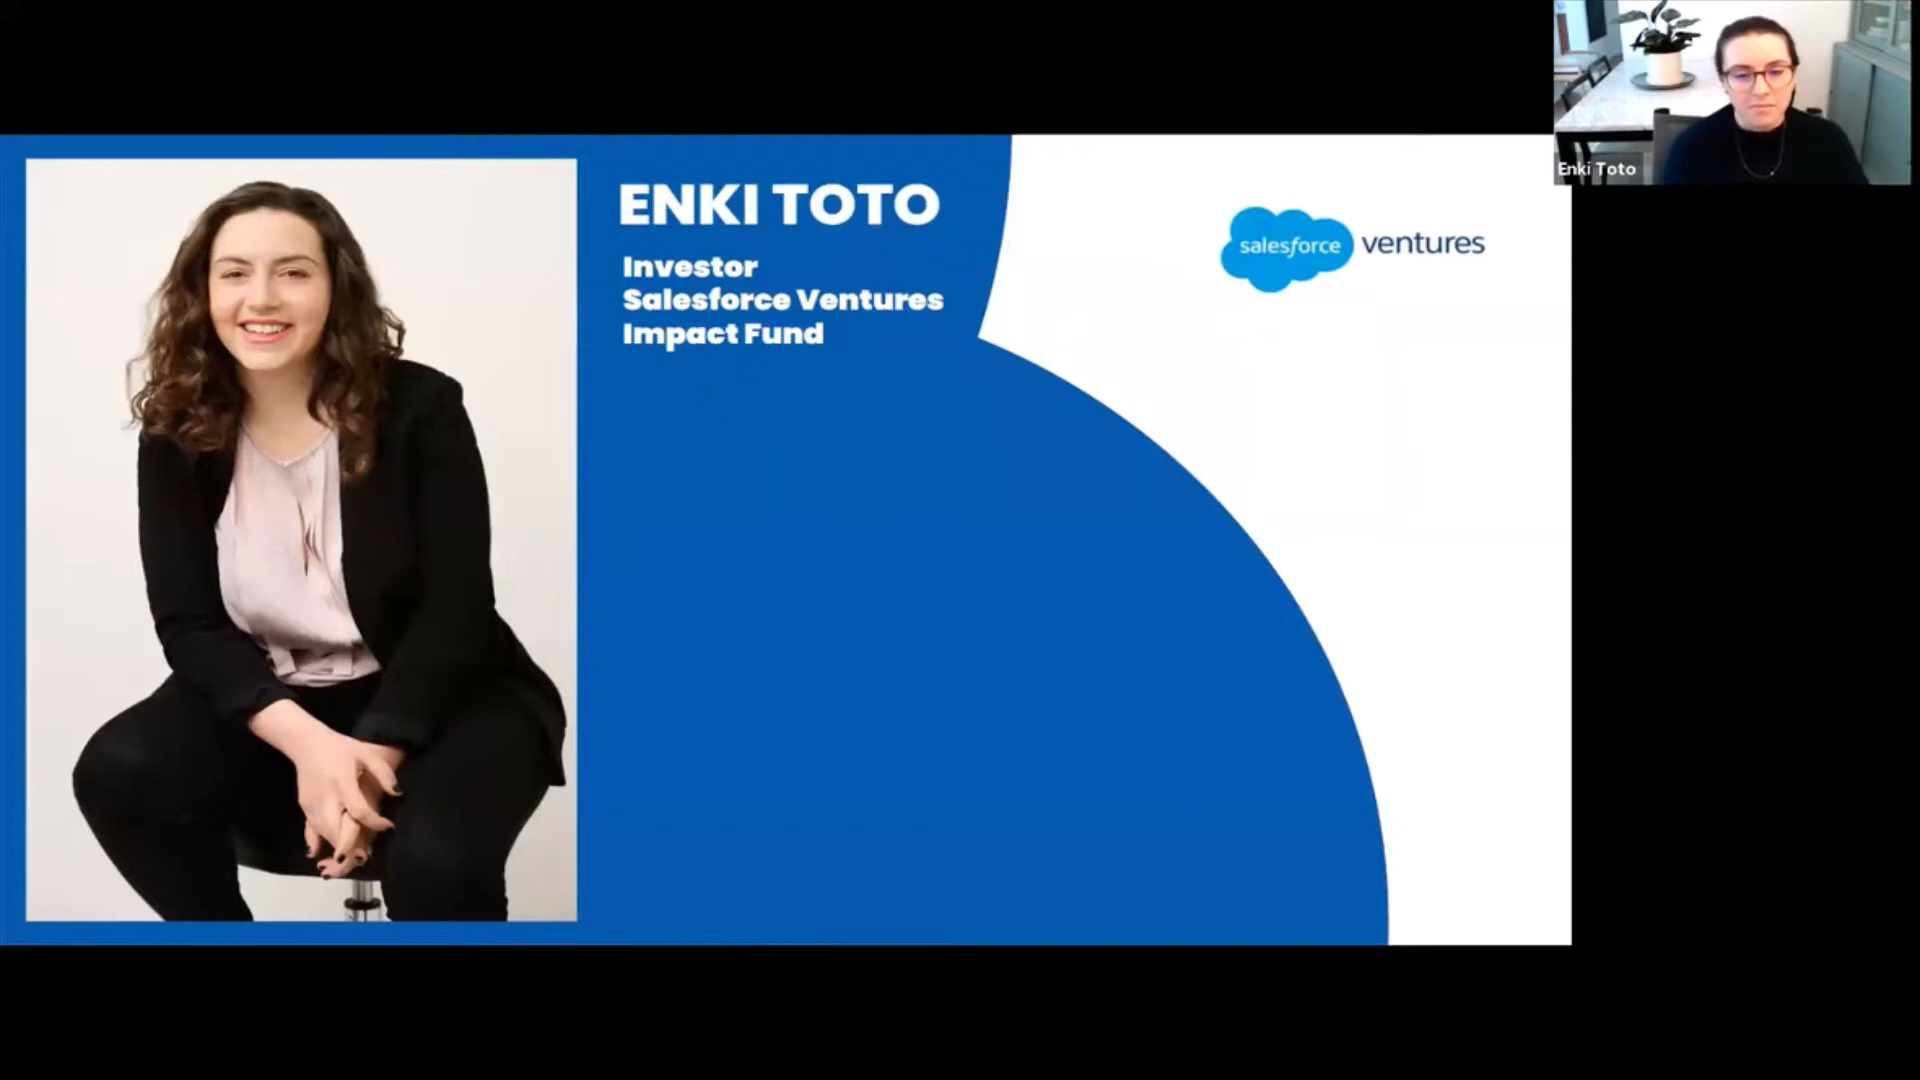 ENKI TOTO
Investor
Salesforce Ventures
Impact Fund
salesforce ventures
Enki Toto